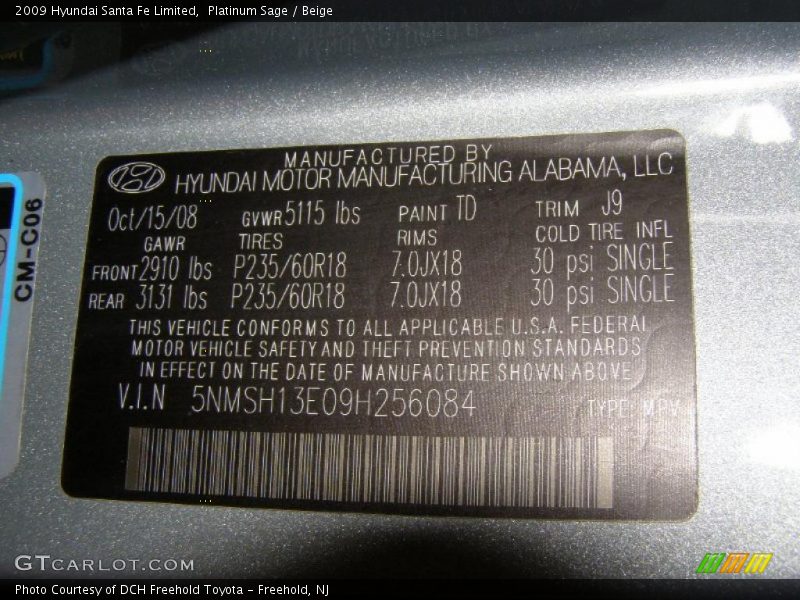 2009 Hyundai Santa Fe Limited,  Platinum Sage / Beige
CM-C06
MANUFACTURED BY
HYUNDAI MOTOR MANUFACTURING ALABAMA, LLC
Oct/15/08 GVWR 5115 lbs PAINT TD TRIM J9
GAWR TIRES RIMS COLD TIRE INFL
FRONT 2910 lbs P235/60R18 7.0JX18 30 psi SINGLE
REAR 3131 lbs P235/60R18 7.0JX18 30 psi SINGLE
THIS VEHICLE CONFORMS TO ALL APPLICABLE U.S.A. FEDERAL
MOTOR VEHICLE SAFETY AND THEFT PREVENTION STANDARDS
IN EFFECT ON THE DATE OF MANUFACTURE SHOWN ABOVE
V.I.N 5NMSH13E09H256084 TYPE: MPV
GTCARLOT.COM
Photo Courtesy of DCH Freehold Toyota - Freehold, NJ